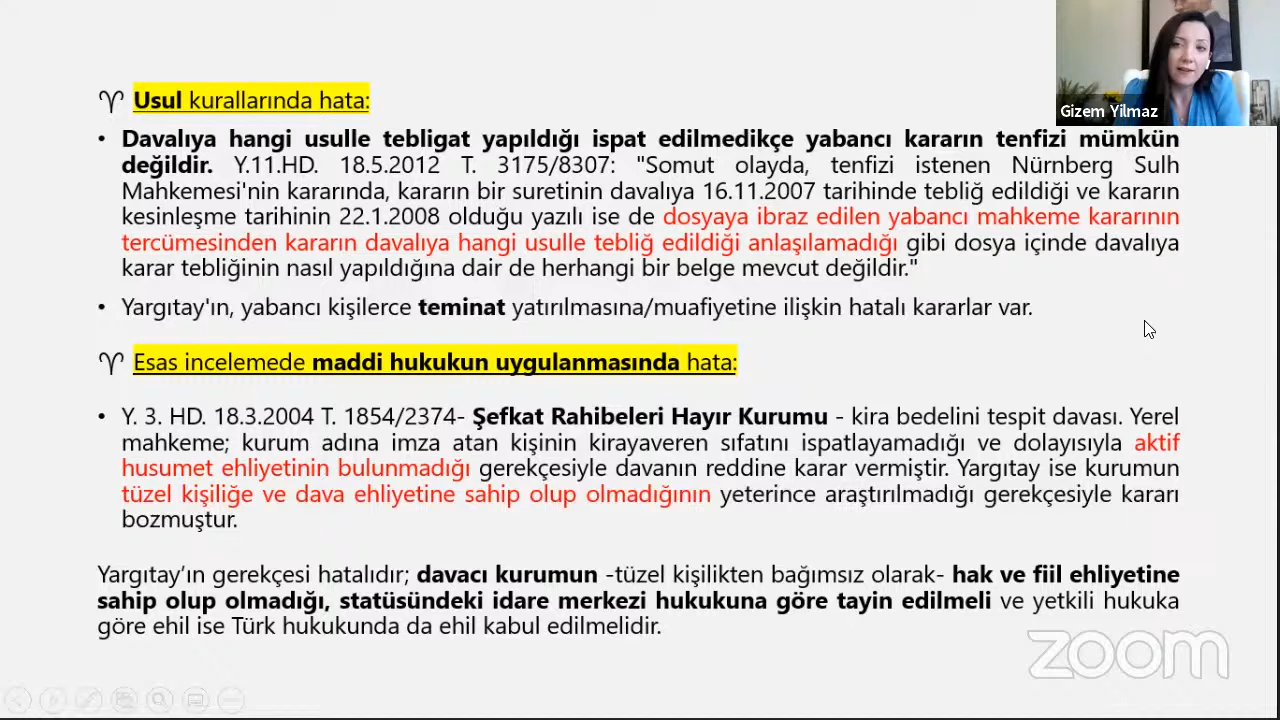 Gizem Yilmaz
♈ Usul kurallarında hata:
• Davalıya hangi usulle tebligat yapıldığı ispat edilmedikçe yabancı kararın tenfizi mümkün
değildir. Y.11.HD. 18.5.2012 T. 3175/8307: "Somut olayda, tenfizi istenen Nürnberg Sulh
Mahkemesi'nin kararında, kararın bir suretinin davalıya 16.11.2007 tarihinde tebliğ edildiği ve kararın
kesinleşme tarihinin 22.1.2008 olduğu yazılı ise de dosyaya ibraz edilen yabancı mahkeme kararının
tercümesinden kararın davalıya hangi usulle tebliğ edildiği anlaşılamadığı gibi dosya içinde davalıya
karar tebliğinin nasıl yapıldığına dair de herhangi bir belge mevcut değildir."
• Yargıtay'ın, yabancı kişilerce teminat yatırılmasına/muafiyetine ilişkin hatalı kararlar var.
♈ Esas incelemede maddi hukukun uygulanmasında hata:
• Y. 3. HD. 18.3.2004 T. 1854/2374- Şefkat Rahibeleri Hayır Kurumu - kira bedelini tespit davası. Yerel
mahkeme; kurum adına imza atan kişinin kirayaveren sıfatını ispatlayamadığı ve dolayısıyla aktif
husumet ehliyetinin bulunmadığı gerekçesiyle davanın reddine karar vermiştir. Yargıtay ise kurumun
tüzel kişiliğe ve dava ehliyetine sahip olup olmadığının yeterince araştırılmadığı gerekçesiyle kararı
bozmuştur.
Yargıtay’ın gerekçesi hatalıdır; davacı kurumun -tüzel kişilikten bağımsız olarak- hak ve fiil ehliyetine
sahip olup olmadığı, statüsündeki idare merkezi hukukuna göre tayin edilmeli ve yetkili hukuka
göre ehil ise Türk hukukunda da ehil kabul edilmelidir.
zoom